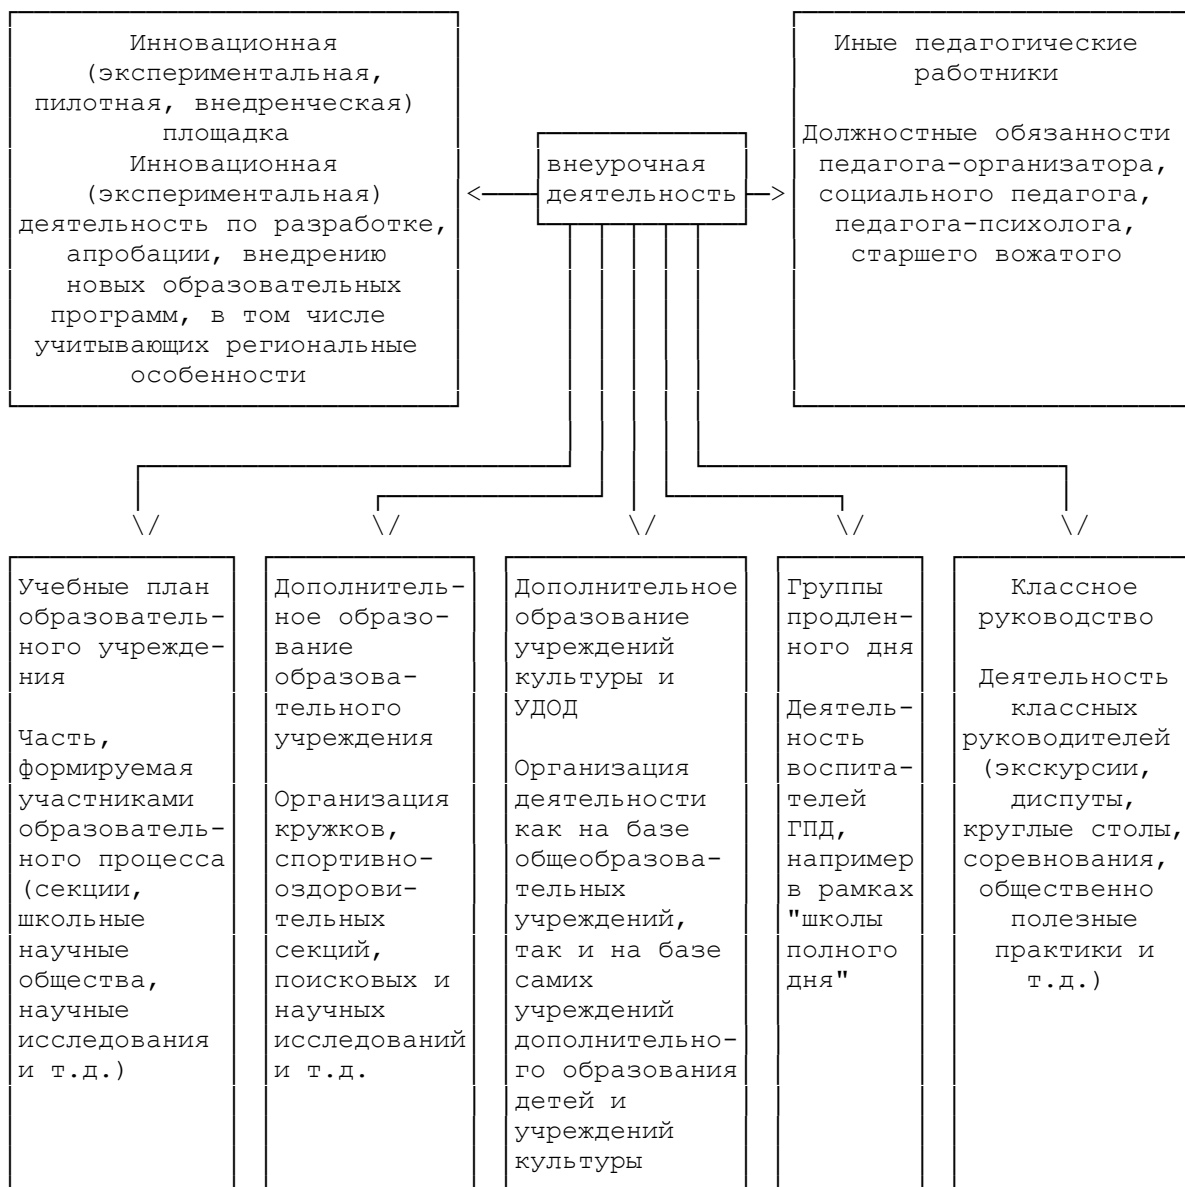 Инновационная
(экспериментальная,
пилотная, внедренческая)
площадка
Инновационная
(экспериментальная)
деятельность по разработке,
апробации, внедрению
новых образовательных
программ, в том числе
учитывающих региональные
особенности
внеурочная
деятельность
Иные педагогические
работники
Должностные обязанности
педагога-организатора,
социального педагога,
педагога-психолога,
старшего вожатого
Учебные план
образователь-
ного учрежде-
ния
Часть,
формируемая
участниками
образователь-
ного процесса
(секции,
школьные
научные
общества,
научные
исследования
и т.д.)
Дополнитель-
ное образо-
вание
образова-
тельного
учреждения
Организация
кружков,
спортивно-
оздорови-
тельных
секций,
поисковых и
научных
исследований
и т.д.
Дополнительное
образование
учреждений
культуры и
УДОД
Организация
деятельности
как на базе
общеобразова-
тельных
учреждений,
так и на базе
самих
учреждений
дополнительно-
го образования
детей и
учреждений
культуры
Группы
продлен-
ного дня
Деятель-
ность
воспита-
телей
ГПД,
например
в рамках
"школы
полного
дня"
Классное
руководство
Деятельность
классных
руководителей
(экскурсии,
диспуты,
круглые столы,
соревнования,
общественно
полезные
практики и
т.д.)